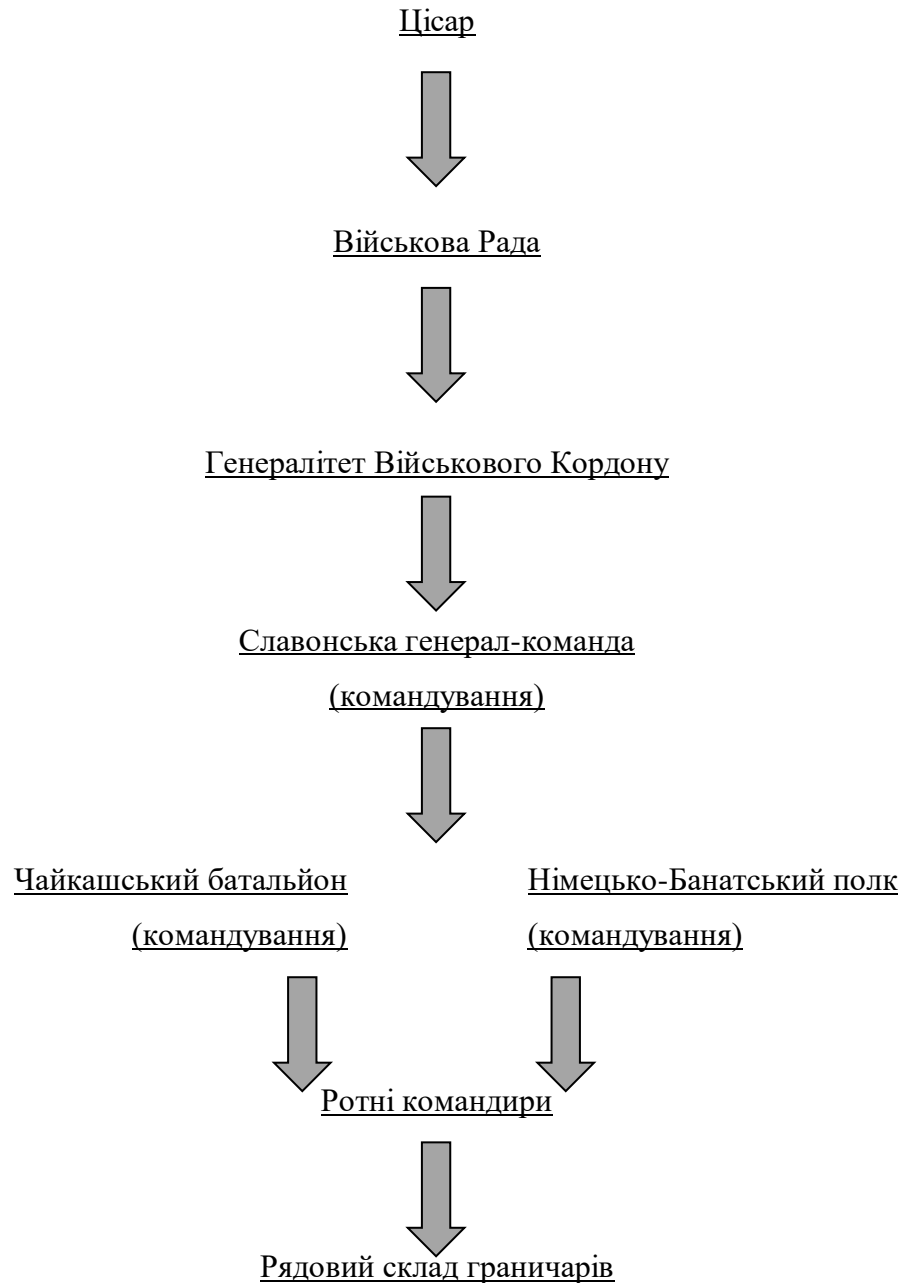 Цісар
Військова Рада
Генералітет Військового Кордону
Славонська генерал-команда
(командування)
Чайкашський батальйон
(командування)
Німецько-Банатський полк
(командування)
Ротні командири
Рядовий склад граничарів